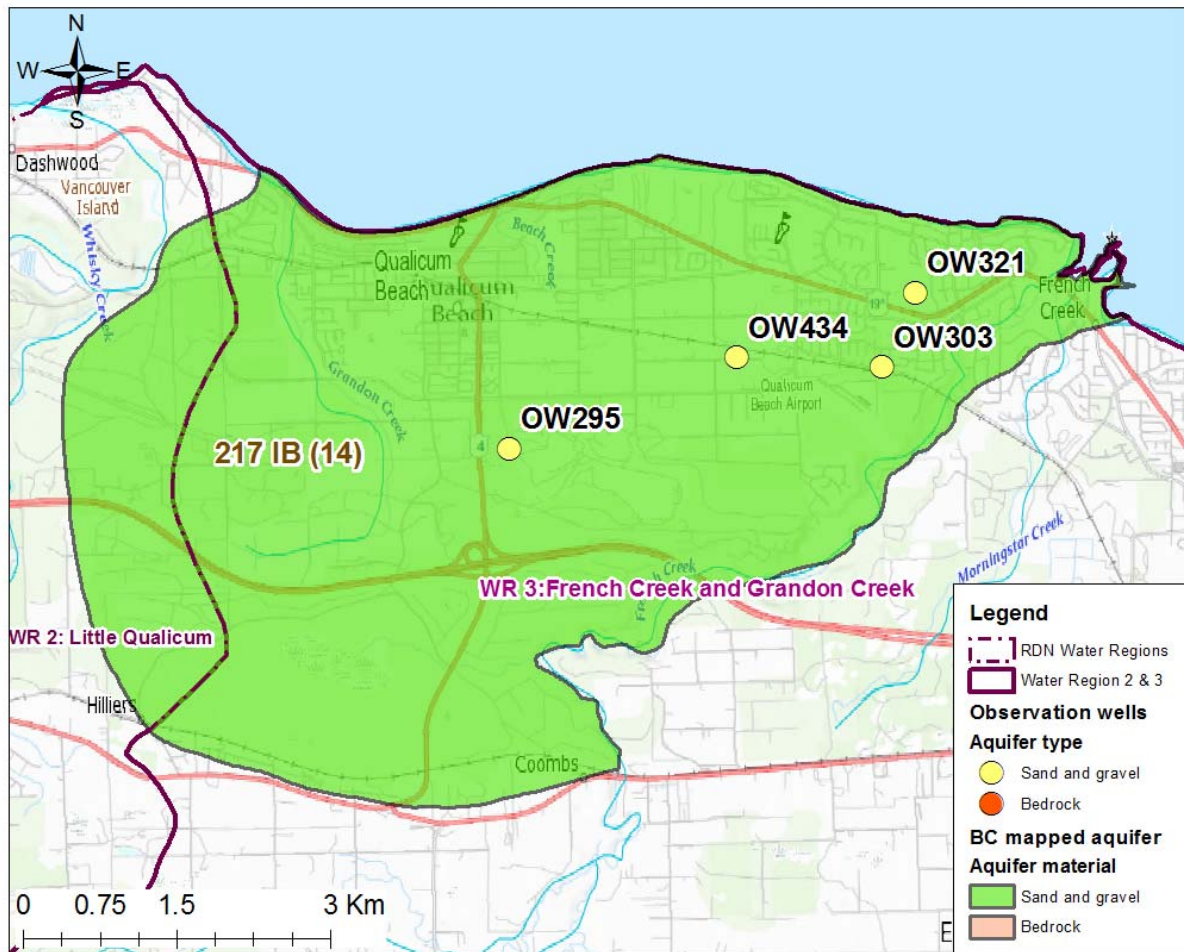 N
W
E
S
Dashwood
Vancouver
Island
Whisky Creek
Qualicum
Beach
Qualicum
Beach
Beach Creek
Grandon Creek
OW321
French
Creek
OW434
OW303
Qualicum
Beach Airport
OW295
4
19A
217 IB (14)
Morningstar Creek
French Creek
WR 3:French Creek and Grandon Creek
WR 2: Little Qualicum
Hilliers
Coombs
0 0.75 1.5 3 Km
Legend
RDN Water Regions
Water Region 2 & 3
Observation wells
Aquifer type
Sand and gravel
Bedrock
BC mapped aquifer
Aquifer material
Sand and gravel
Bedrock
E